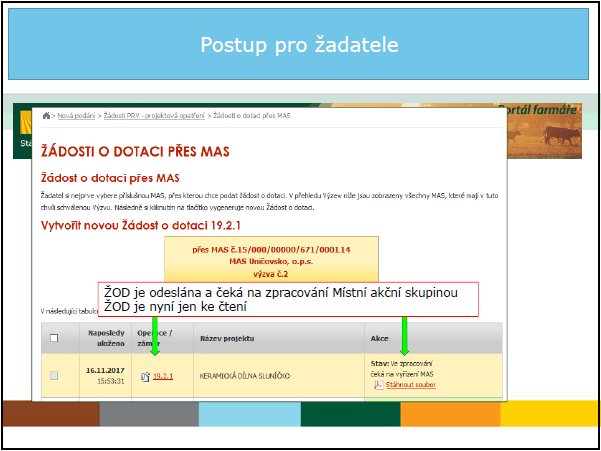 Postup pro žadatele
Portál farmáře
> Nová podání > Žádosti PRV - projektová opatření > Žádosti o dotaci přes MAS
ŽÁDOSTI O DOTACI PŘES MAS
Žádost o dotaci přes MAS
Žadatel si nejprve vybere příslušnou MAS, přes kterou chce podat žádost o dotaci. V přehledu Výzev níže jsou zobrazeny všechny MAS, které mají v tuto
chvíli schválenou Výzvu. Následně si kliknutím na tlačítko vygeneruje novou Žádost o dotaci.
Vytvořit novou Žádost o dotaci 19.2.1
přes MAS č.15/000/00000/671/000114
MAS Uničovsko, o.p.s.
výzva č.2
ŽOD je odeslána a čeká na zpracování Místní akční skupinou
ŽOD je nyní jen ke čtení
V následující tabulce
Naposledy uloženo
Operace / záměr
Název projektu
Akce
16.11.2017
15:53:31
19.2.1
KERAMICKÁ DÍLNA SLUNÍČKO
Stav: Ve zpracování
čeká na vyřízení MAS
Stáhnout soubor